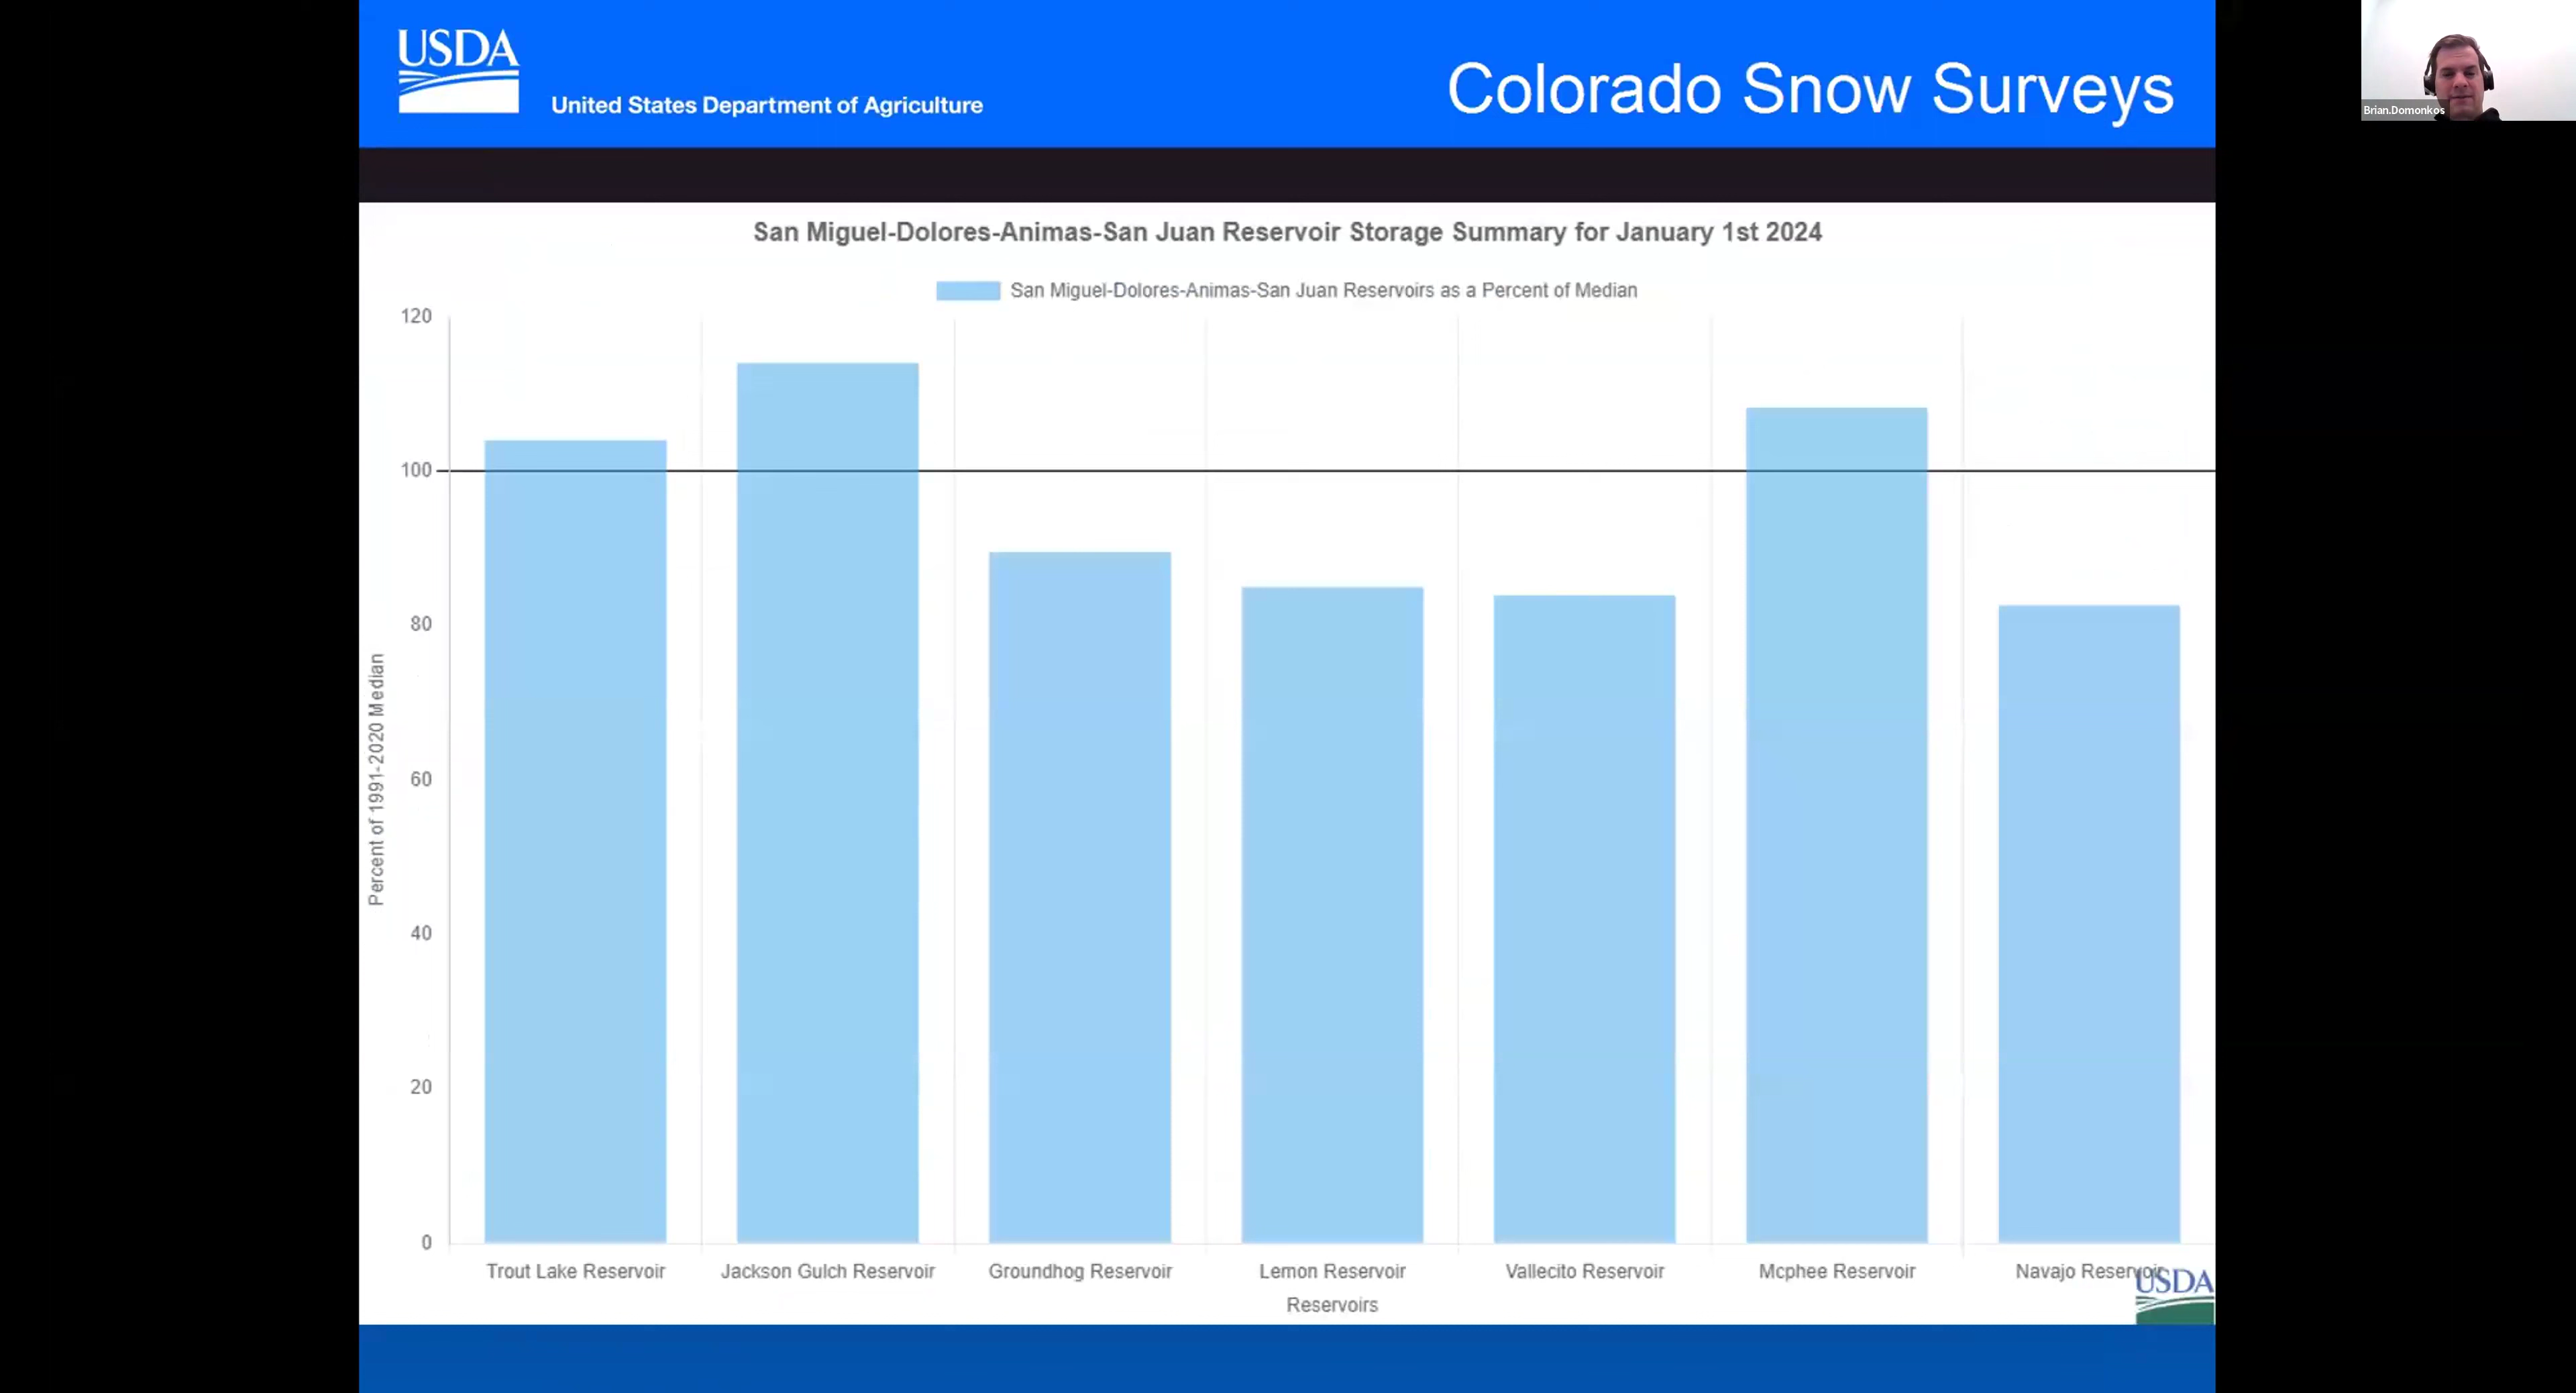 USDA
United States Department of Agriculture
Colorado Snow Surveys
Brian.Domonkos
San Miguel-Dolores-Animas-San Juan Reservoir Storage Summary for January 1st 2024
San Miguel-Dolores-Animas-San Juan Reservoirs as a Percent of Median
120
100
80
60
40
20
0
Percent of 1991-2020 Median
Trout Lake Reservoir
Jackson Gulch Reservoir
Groundhog Reservoir
Lemon Reservoir
Vallecito Reservoir
Mcphee Reservoir
Navajo Reservoir
Reservoirs
USDA